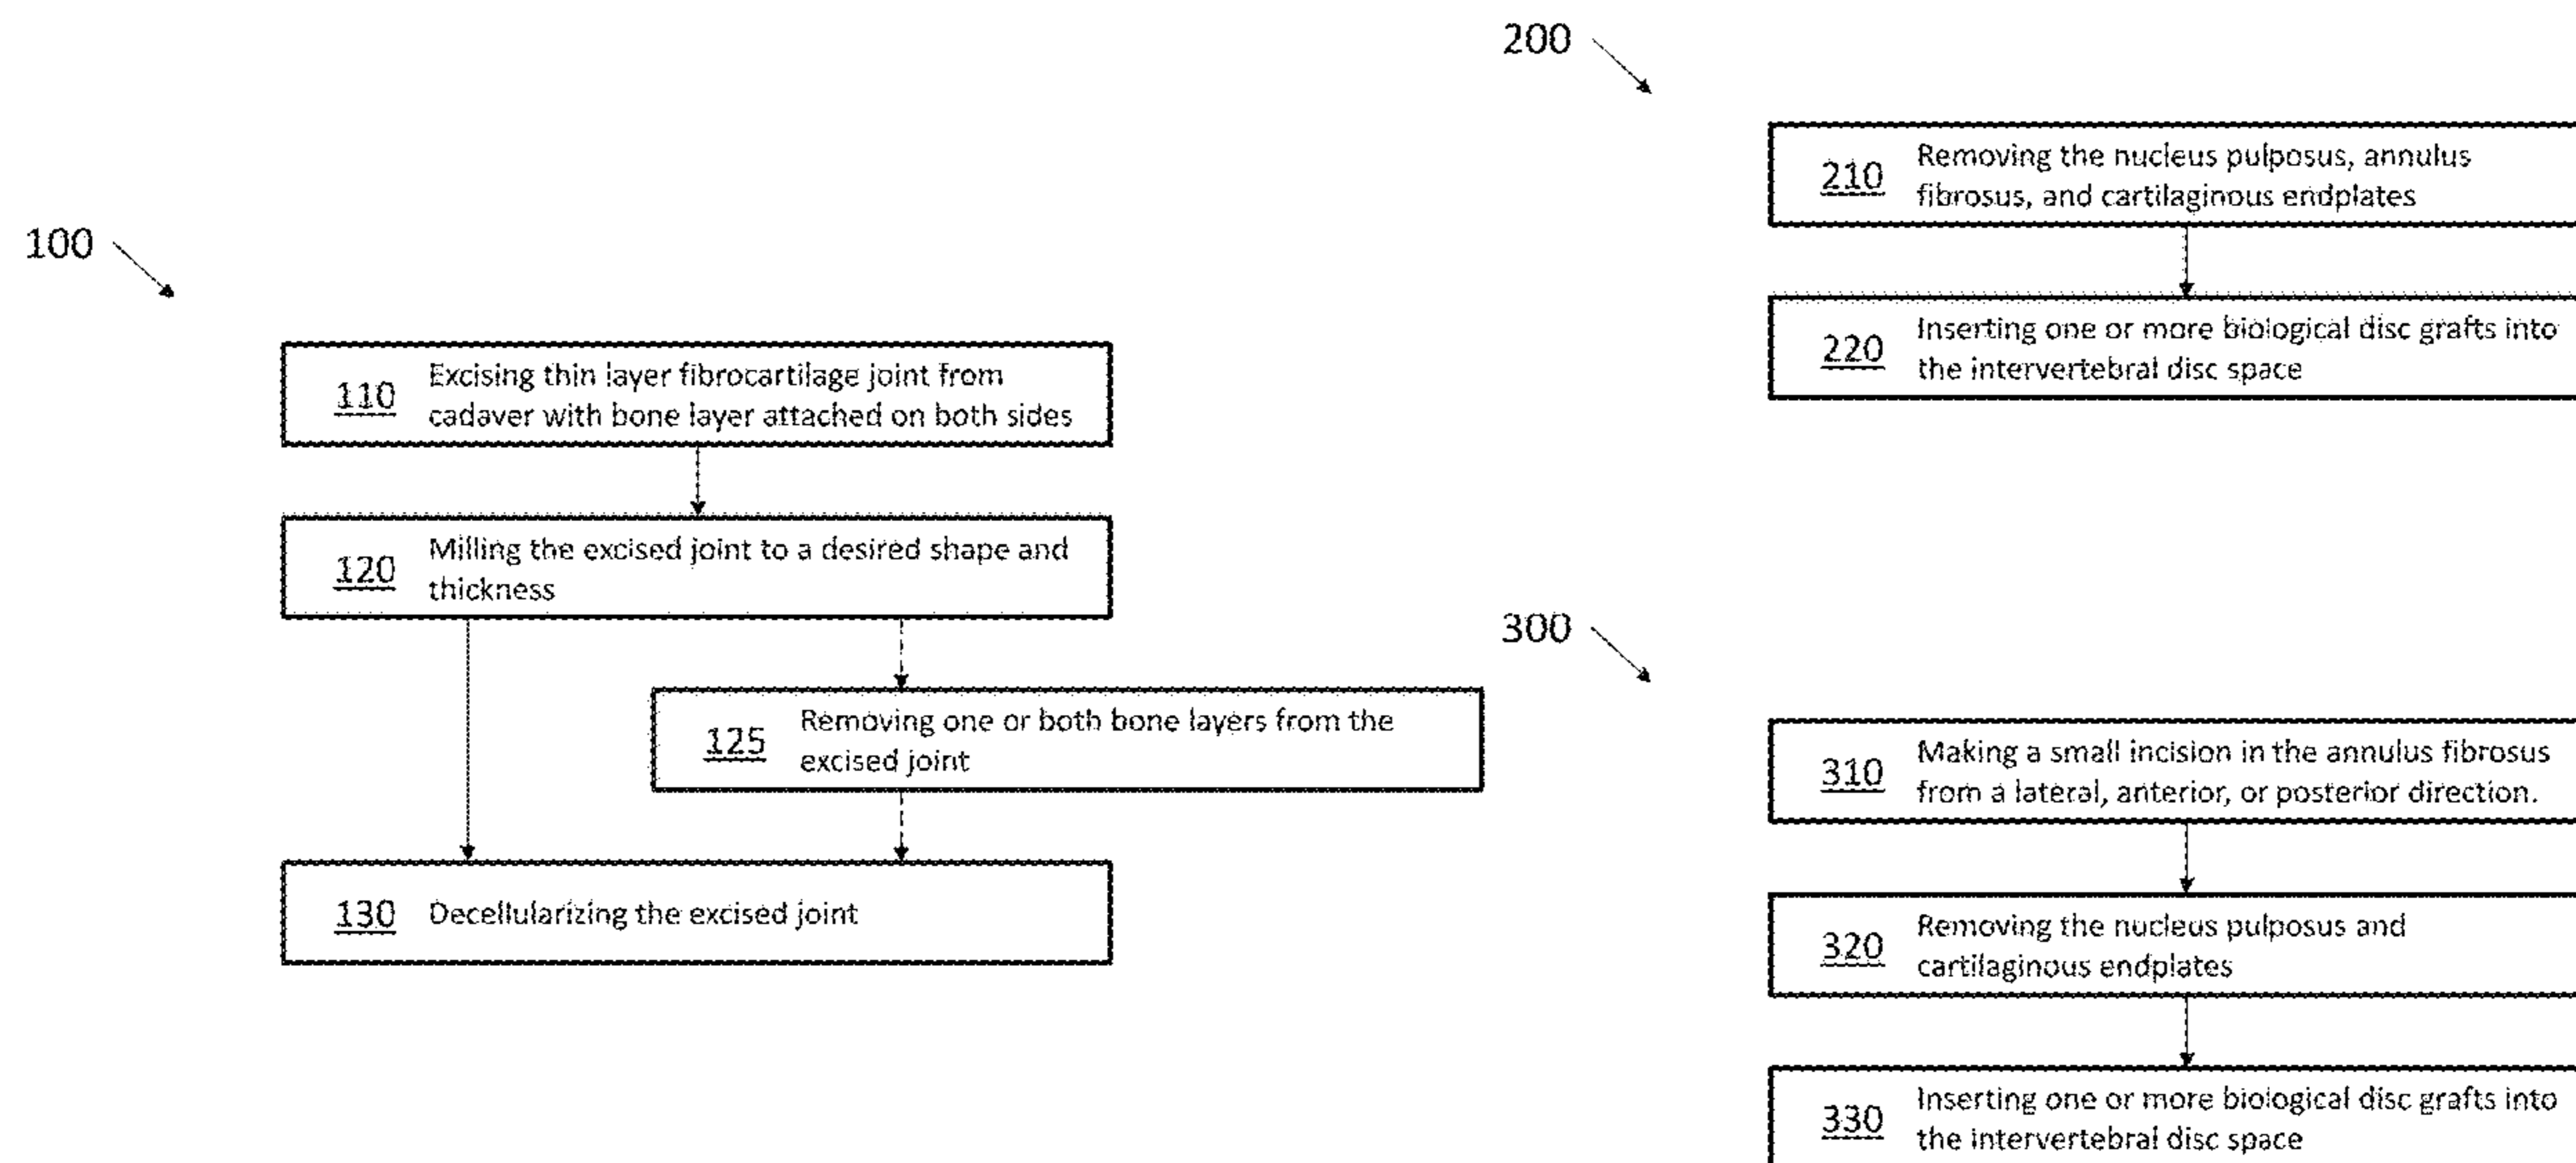 100
110 Excising thin layer fibrocartilage joint from
cadaver with bone layer attached on both sides
120 Milling the excised joint to a desired shape and
thickness
125 Removing one or both bone layers from the
excised joint
130 Decellularizing the excised joint
200
210 Removing the nucleus pulposus, annulus
fibrosus, and cartilaginous endplates
220 Inserting one or more biological disc grafts into
the intervertebral disc space
300
310 Making a small incision in the annulus fibrosus
from a lateral, anterior, or posterior direction.
320 Removing the nucleus pulposus and
cartilaginous endplates
330 Inserting one or more biological disc grafts into
the intervertebral disc space